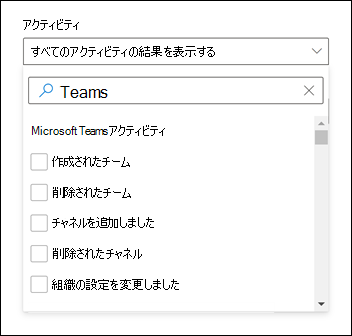 アクティビティ
すべてのアクティビティの結果を表示する
Teams
Microsoft Teamsアクティビティ
作成されたチーム
削除されたチーム
チャネルを追加しました
削除されたチャネル
組織の設定を変更しました